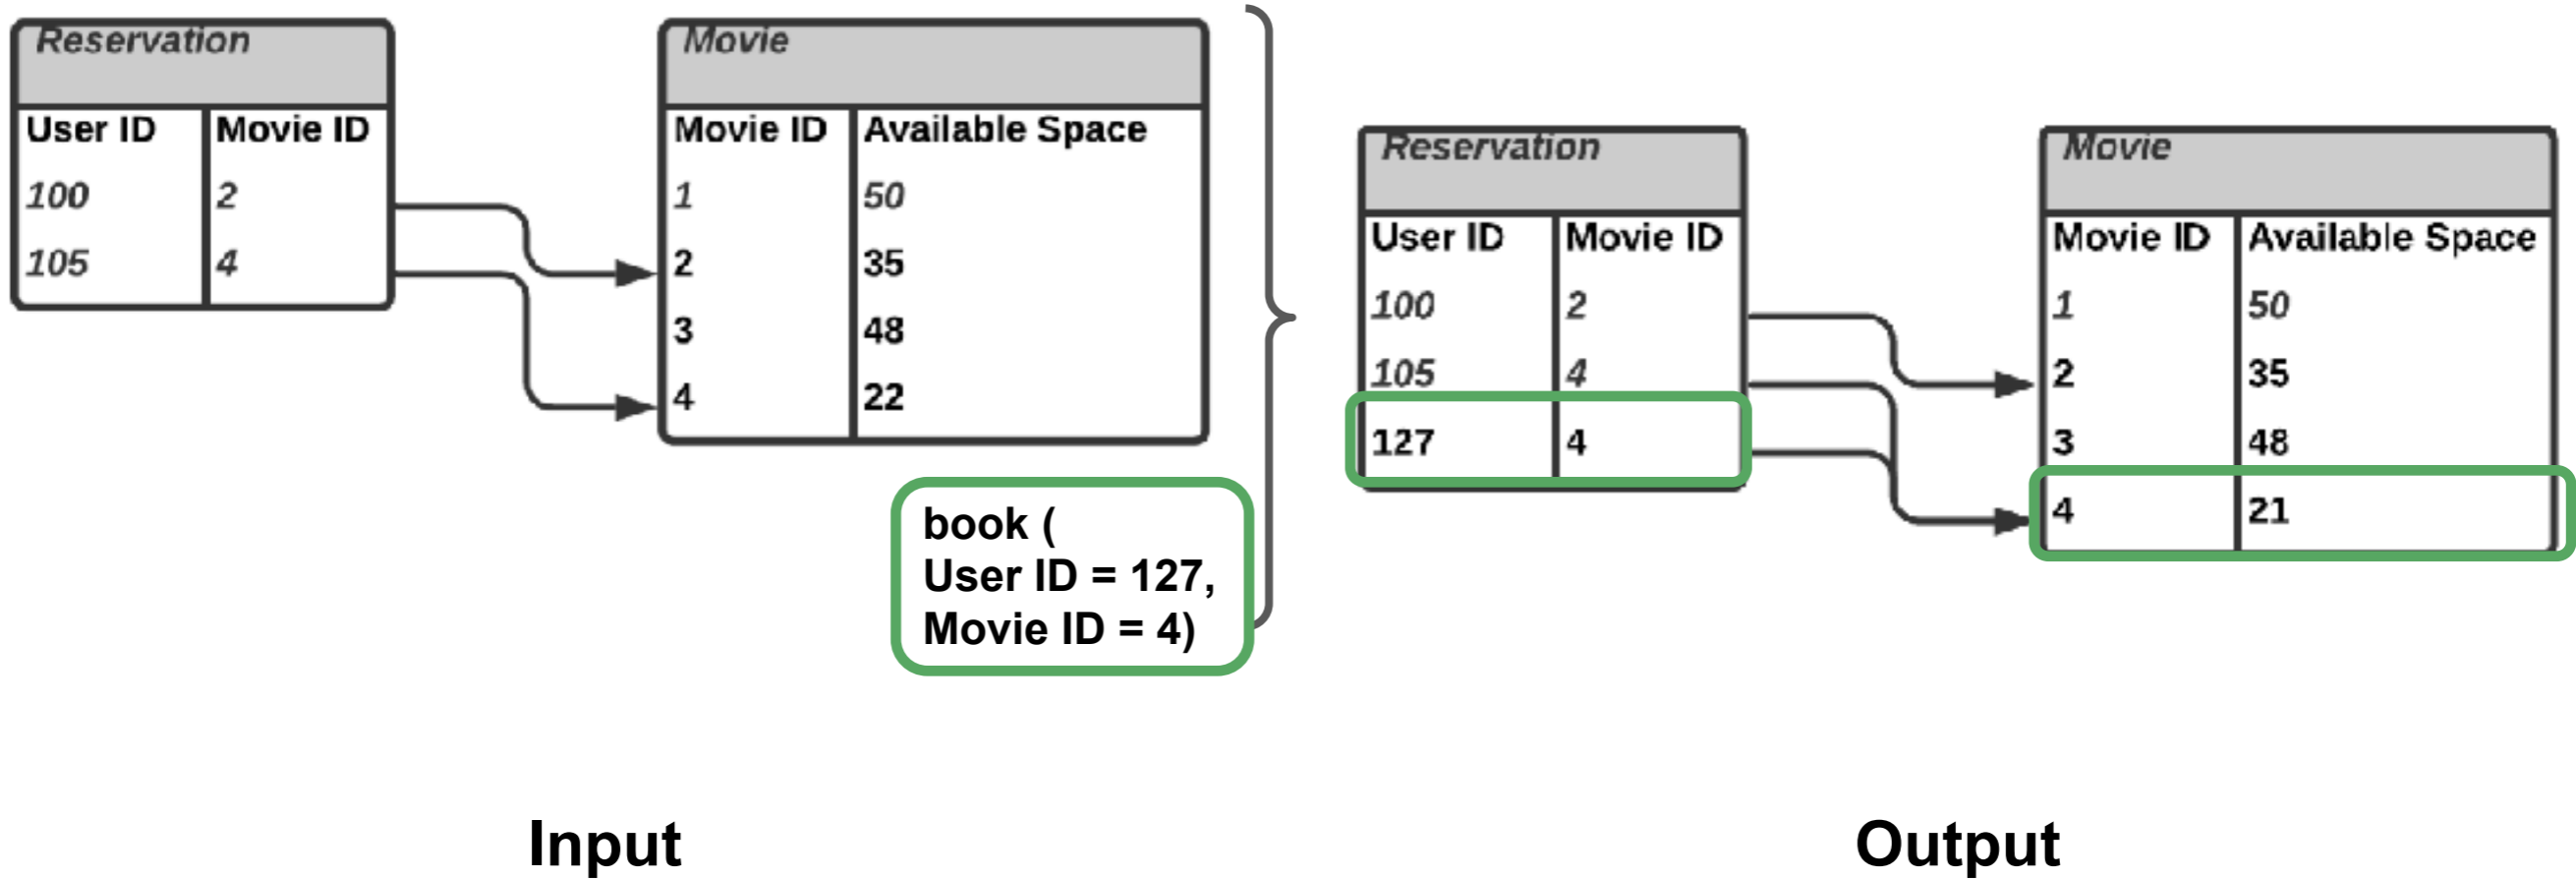 Reservation
User ID Movie ID
100 2
105 4
Movie
Movie ID Available Space
1 50
2 35
3 48
4 22
book (
User ID = 127,
Movie ID = 4)
Reservation
User ID Movie ID
100 2
105 4
127 4
Movie
Movie ID Available Space
1 50
2 35
3 48
4 21
Input
Output